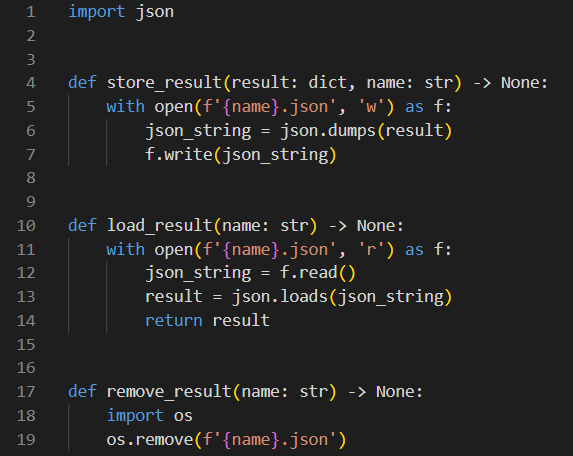 1 import json
2
3
4 def store_result(result: dict, name: str) -> None:
5     with open(f'{name}.json', 'w') as f:
6         json_string = json.dumps(result)
7         f.write(json_string)
8
9
10 def load_result(name: str) -> None:
11     with open(f'{name}.json', 'r') as f:
12         json_string = f.read()
13         result = json.loads(json_string)
14         return result
15
16
17 def remove_result(name: str) -> None:
18     import os
19     os.remove(f'{name}.json')